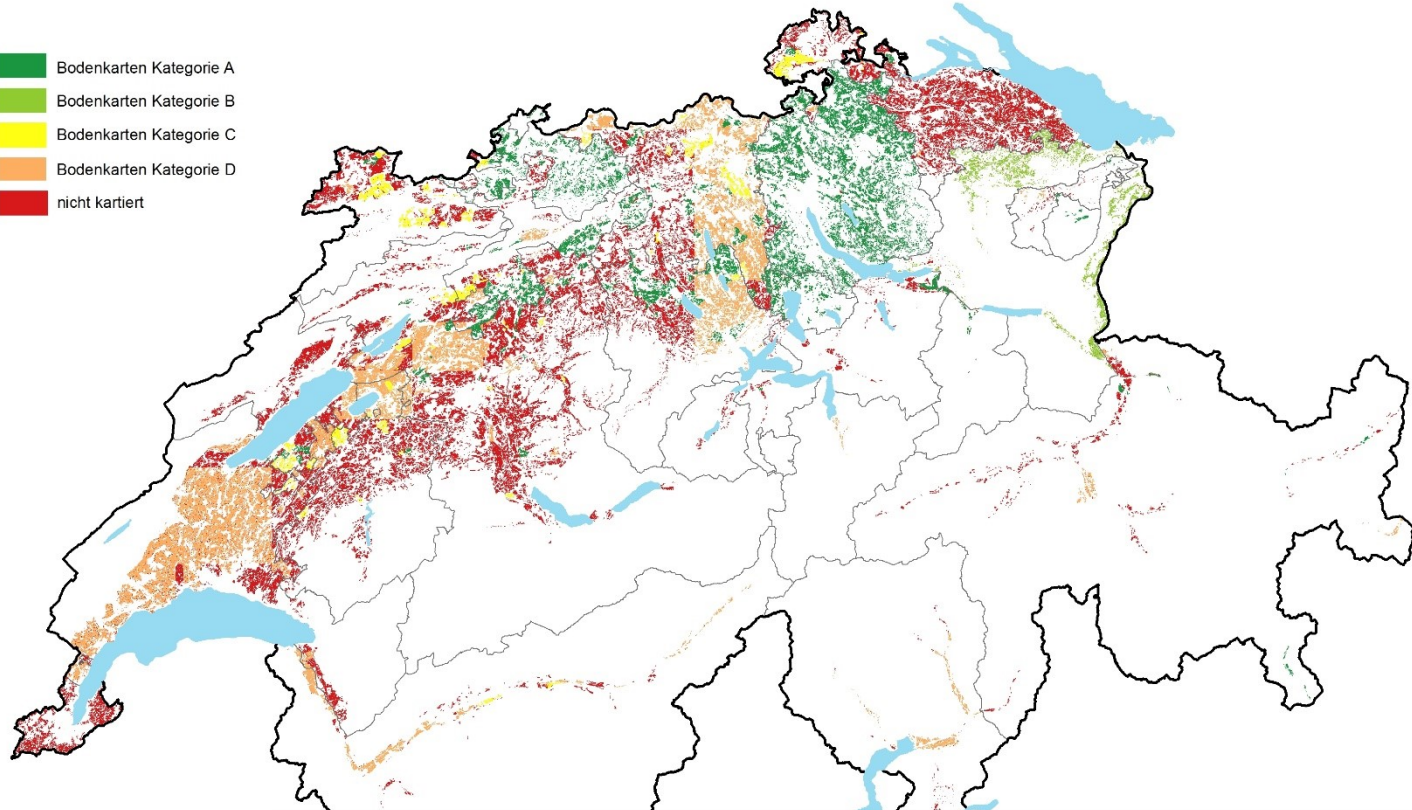 Bodenkarten Kategorie A
Bodenkarten Kategorie B
Bodenkarten Kategorie C
Bodenkarten Kategorie D
nicht kartiert